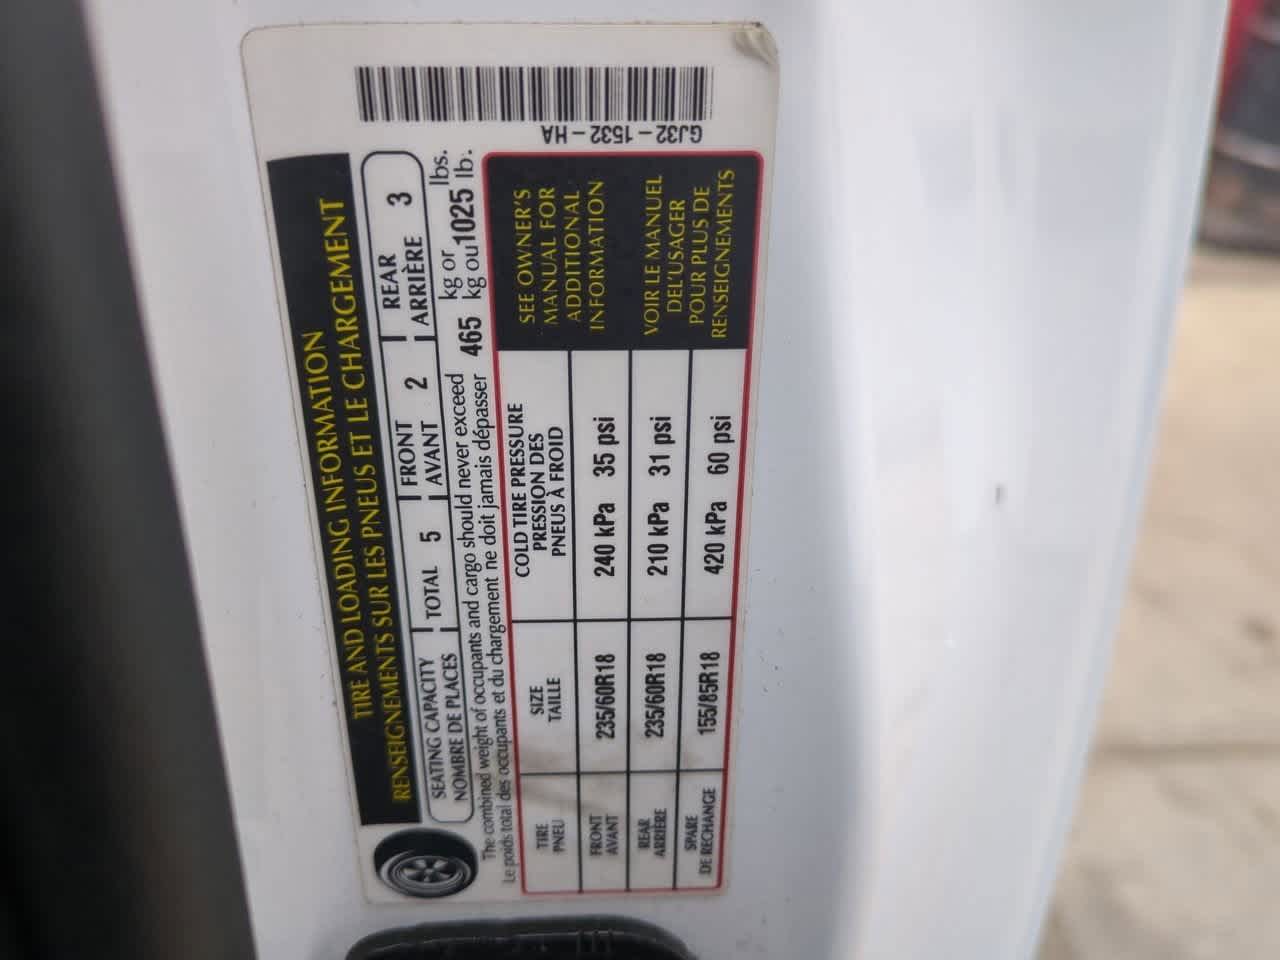 TIRE AND LOADING INFORMATION
RENSEIGNEMENTS SUR LES PNEUS ET LE CHARGEMENT
SEATING CAPACITY TOTAL 5 FRONT 2 REAR 3
NOMBRE DE PLACES AVANT ARRIÈRE
The combined weight of occupants and cargo should never exceed 465 kg or 1025 lbs.
Le poids total des occupants et du chargement ne doit jamais dépasser kg ou lb.
TIRE SIZE COLD TIRE PRESSURE
PNEU TAILLE PRESSION DES
PNEUS À FROID
SEE OWNER'S
MANUAL FOR
ADDITIONAL
INFORMATION
FRONT 235/60R18 240 kPa 35 psi
AVANT
REAR 235/60R18 210 kPa 31 psi
ARRIÈRE
SPARE 155/85R18 420 kPa 60 psi
DE RECHANGE
VOIR LE MANUEL
DEL'USAGER
POUR PLUS DE
RENSEIGNEMENTS
GJ32-1532-HA